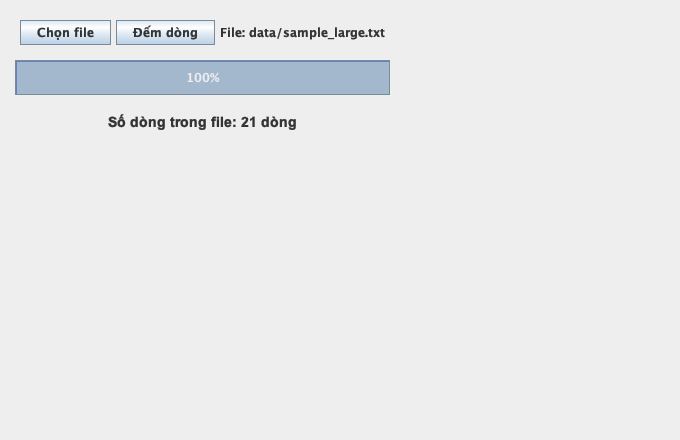 Chọn file Đếm dòng File: data/sample_large.txt
100%
Số dòng trong file: 21 dòng